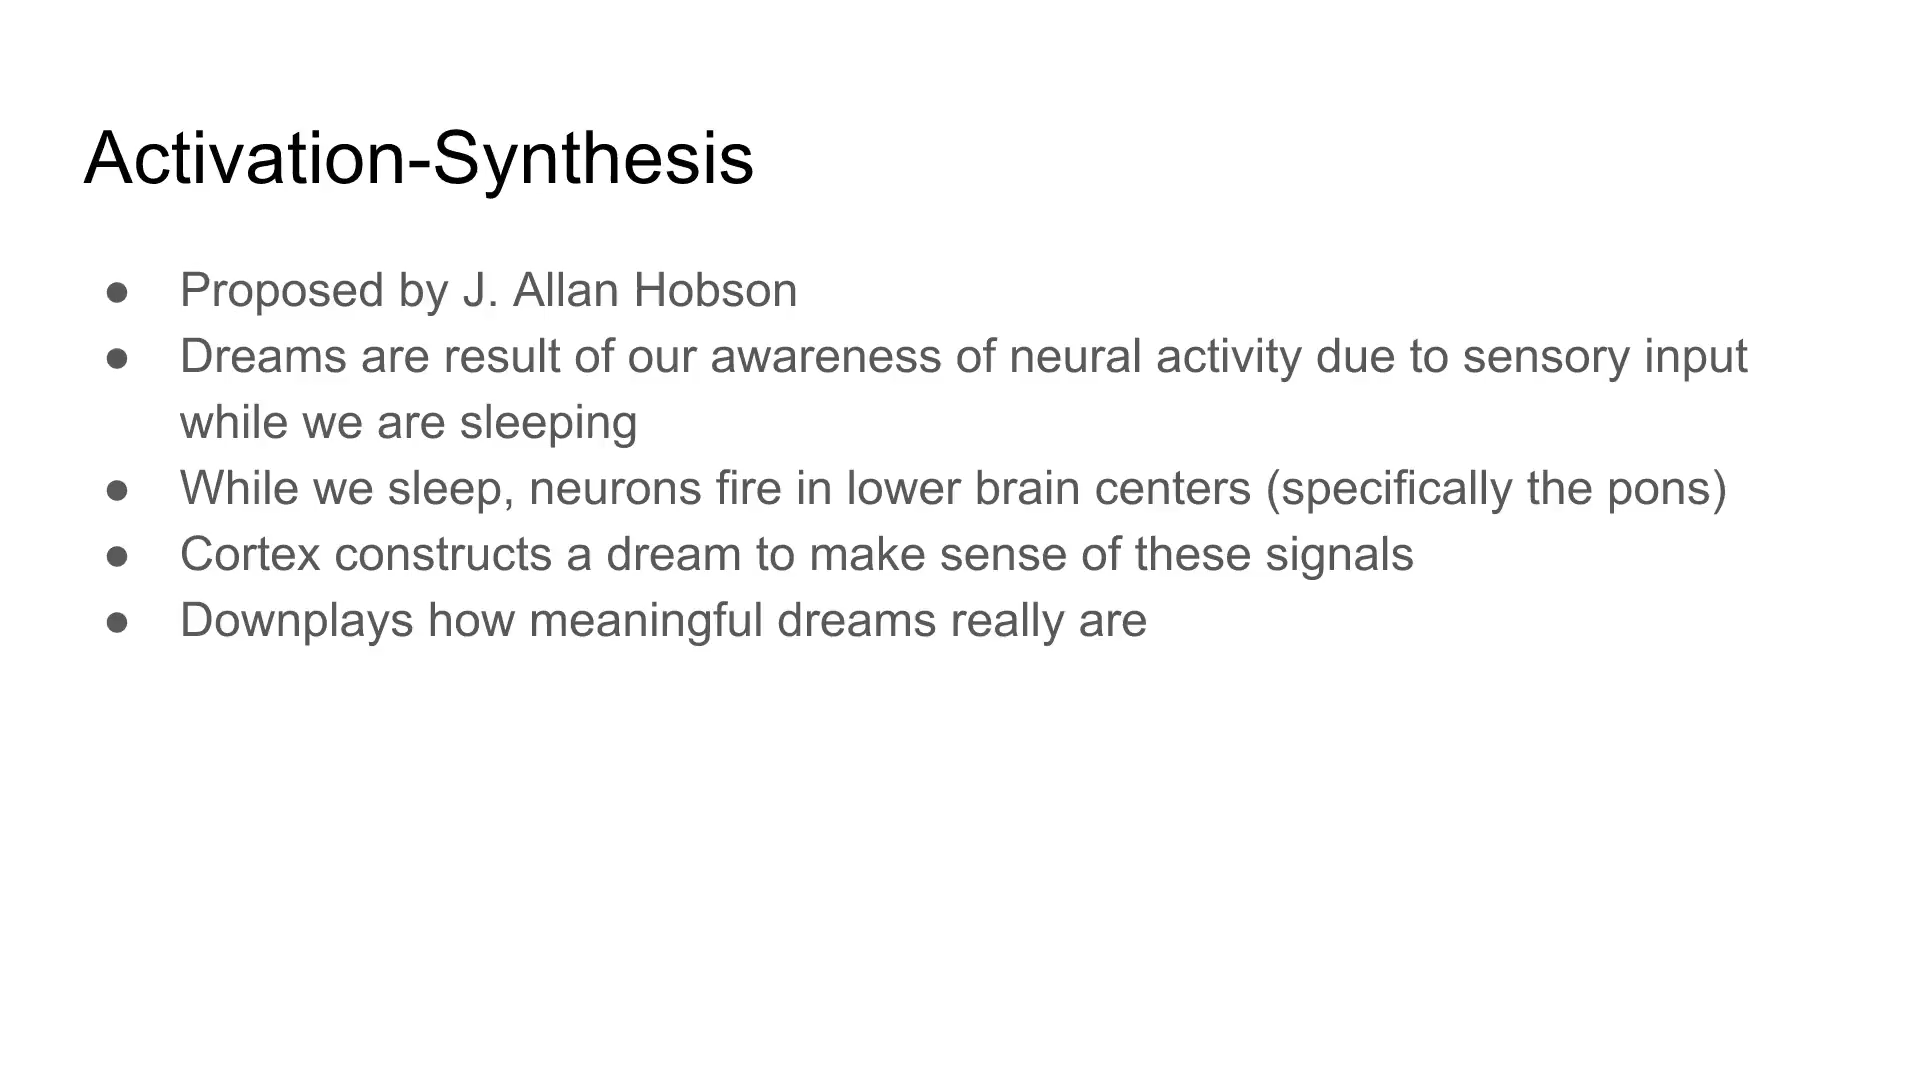 Activation-Synthesis
● Proposed by J. Allan Hobson
● Dreams are result of our awareness of neural activity due to sensory input
while we are sleeping
● While we sleep, neurons fire in lower brain centers (specifically the pons)
● Cortex constructs a dream to make sense of these signals
● Downplays how meaningful dreams really are